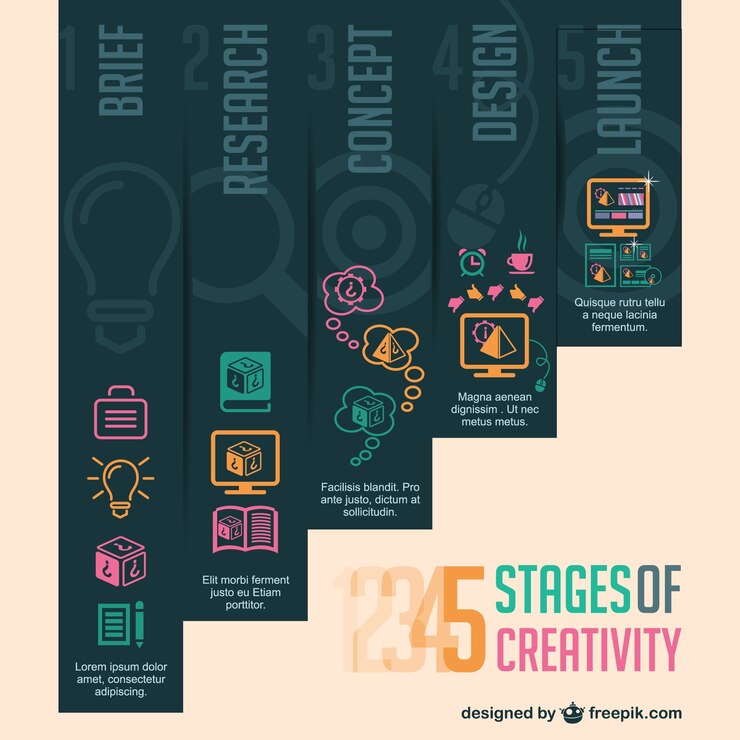 1 BRIEF
2 RESEARCH
3 CONCEPT
4 DESIGN
5 LAUNCH
Lorem ipsum dolor
amet, consectetur
adipiscing.
Elit morbi ferment
justo eu Etiam
porttitor.
Facilisis blandit. Pro
ante justo, dictum at
sollicitudin.
Magna aenean
dignissim . Ut nec
metus metus.
Quisque rutru tellu
a neque lacinia
fermentum.
12345 STAGES OF
CREATIVITY
designed by freepik.com